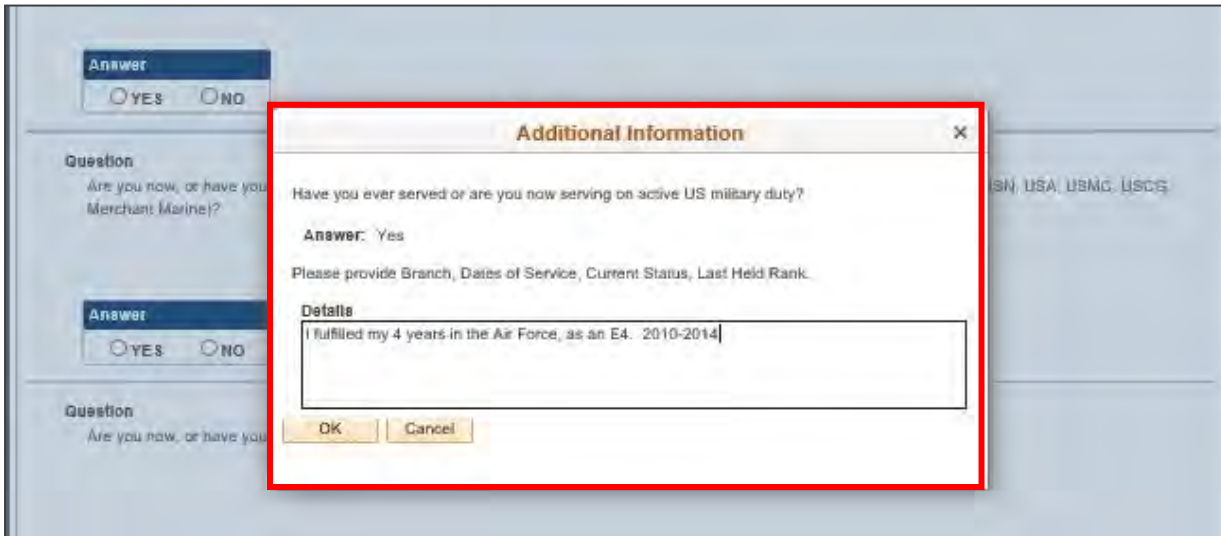 Answer
YES NO
Additional Information ×
Question
Are you now, or have you
Merchant Marine)?
Have you ever served or are you now serving on active US military duty?
USA, USMC, USCG,
Answer: Yes
Please provide Branch, Dates of Service, Current Status, Last Held Rank.
Answer
YES NO
Details
I fulfilled my 4 years in the Air Force, as an E4. 2010-2014
Question
Are you now, or have you
OK Cancel